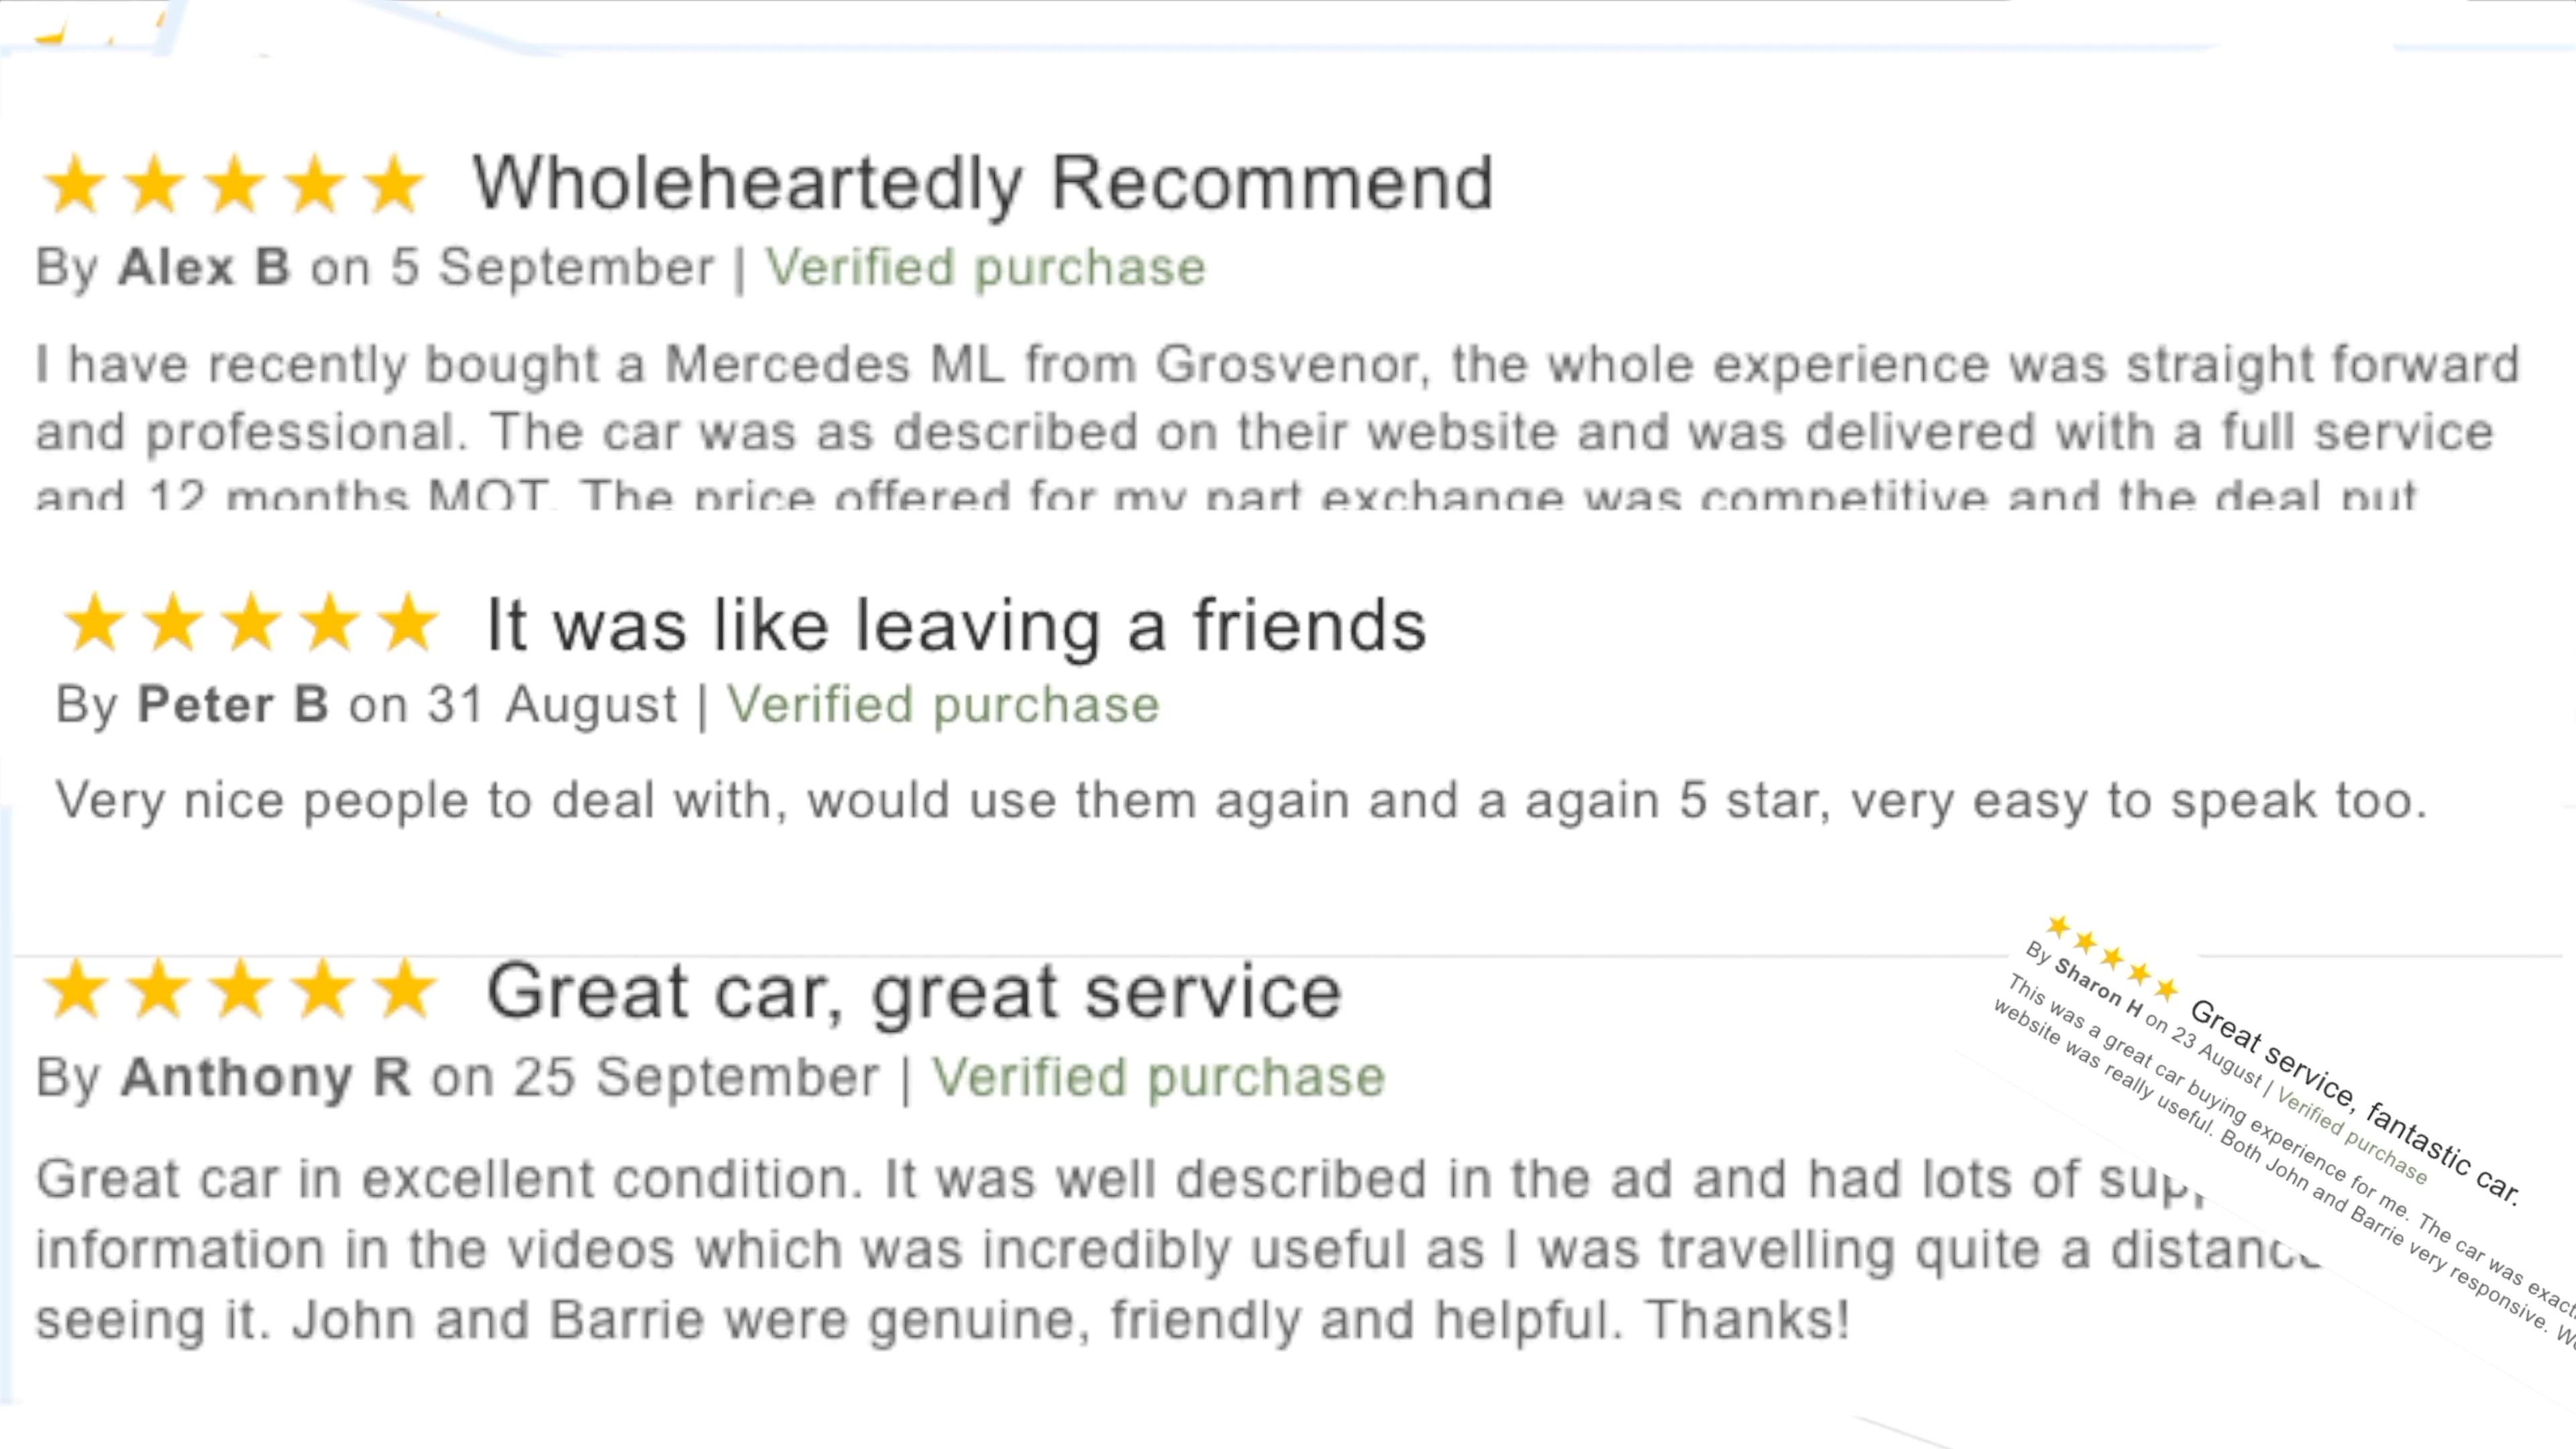 Wholeheartedly Recommend
By Alex B on 5 September | Verified purchase
I have recently bought a Mercedes ML from Grosvenor, the whole experience was straight forward
and professional. The car was as described on their website and was delivered with a full service
and 12 months MOT. The price offered for my part exchange was competitive and the deal put
It was like leaving a friends
By Peter B on 31 August | Verified purchase
Very nice people to deal with, would use them again and a again 5 star, very easy to speak too.
Great car, great service
By Anthony R on 25 September | Verified purchase
Great car in excellent condition. It was well described in the ad and had lots of
information in the videos which was incredibly useful as I was travelling quite a
seeing it. John and Barrie were genuine, friendly and helpful. Thanks!
Great service, fantastic car.
By Sharon H on 23 August | Verified purchase
This was a great car buying experience for me. The car was
website was really useful. Both John and Barrie very responsive.